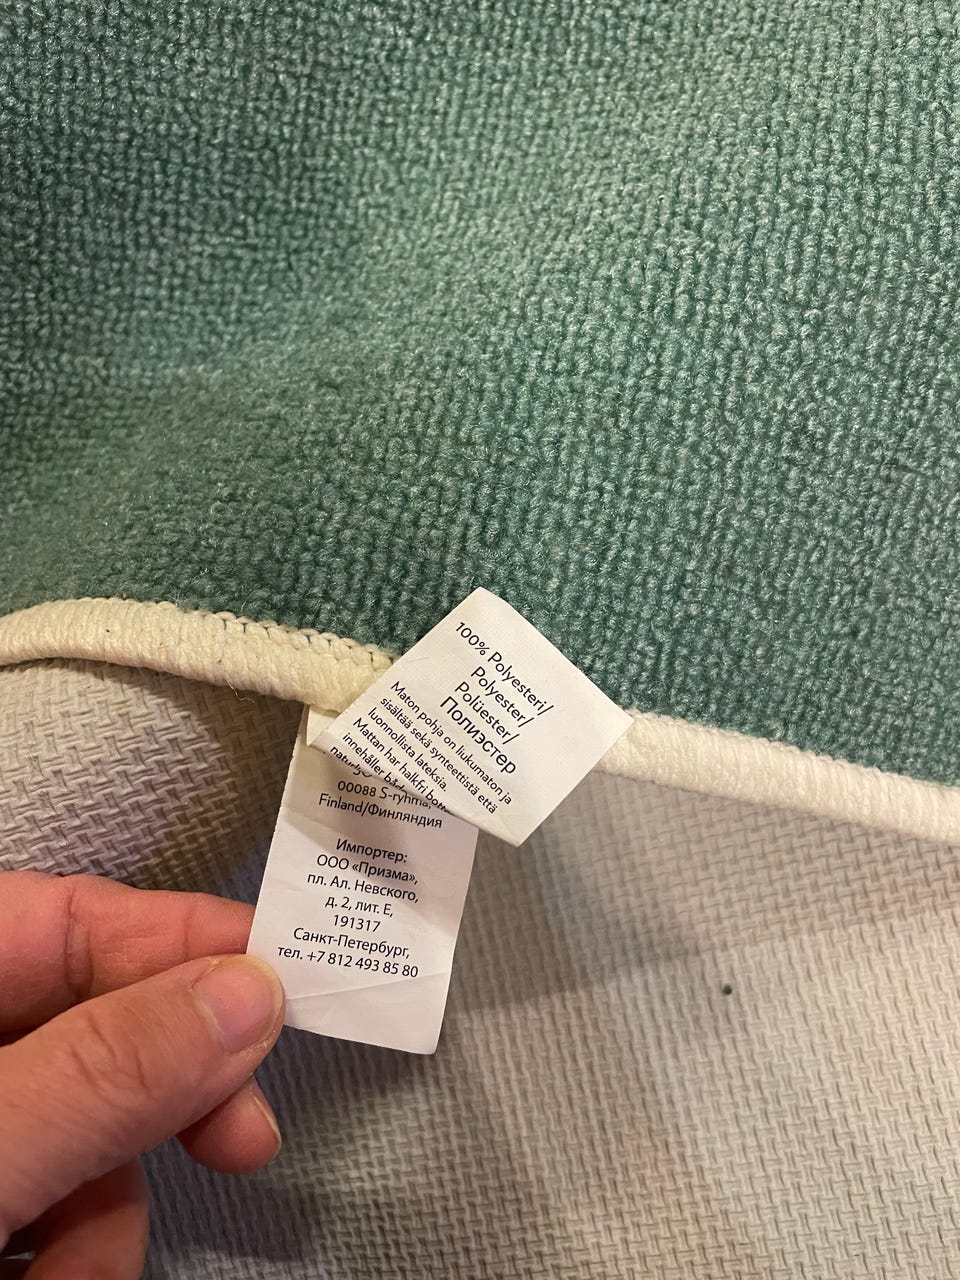 100% Polyesteri/
Polyester/
Polüester/
Полиэстер
Maton pohja on liukumaton ja
sisältää sekä synteettistä että
luonnollista lateksia.
Mattan har halkfri
innehåller
00088 S-ryhmä,
Finland/Финляндия
Импортер:
ООО «Призма»,
пл. Ал. Невского,
д. 2, лит. Е,
191317
Санкт-Петербург,
тел. +7 812 493 85 80